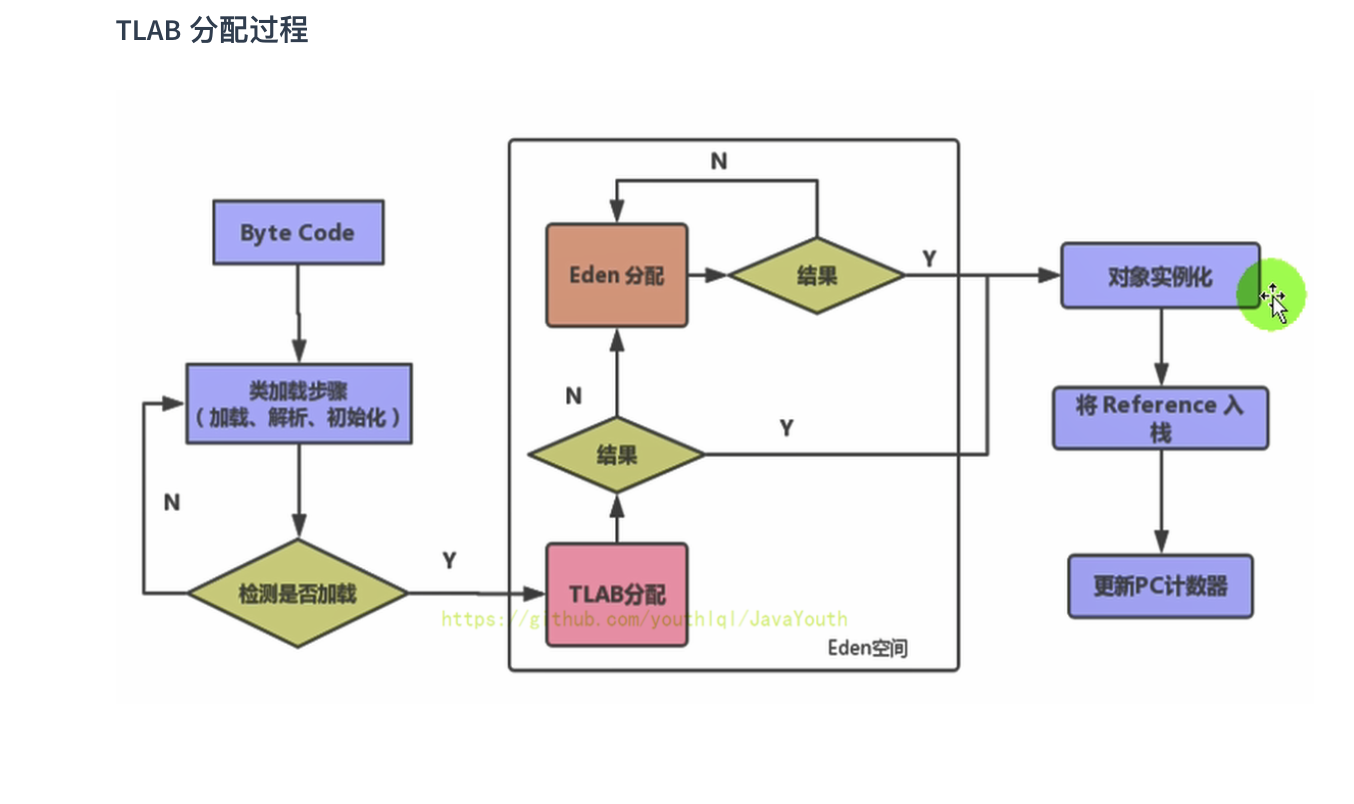 TLAB 分配过程
N
Byte Code
Eden 分配
结果
Y
对象实例化
类加载步骤
（加载、解析、初始化）
N
Y
将 Reference 入
栈
结果
N
Y
检测是否加载
TLAB分配
更新PC计数器
https://github.com/youthlql/JavaYouth
Eden空间